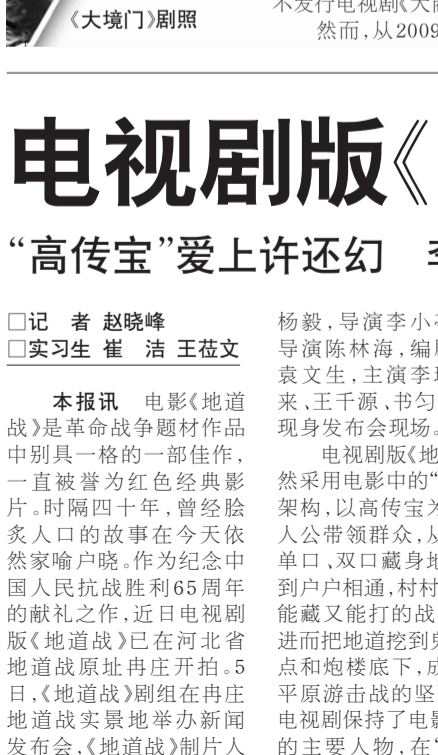 《大境门》剧照
不发行电视剧《大
然而,从2009
电视剧版《
“高传宝”爱上许还幻
□记　者 赵晓峰
□实习生 崔　洁 王莅文
本报讯　电影《地道
战》是革命战争题材作品
中别具一格的一部佳作,
一直被誉为红色经典影
片。时隔四十年,曾经脍
炙人口的故事在今天依
然家喻户晓。作为纪念中
国人民抗战胜利65周年
的献礼之作,近日电视剧
版《地道战》已在河北省
地道战原址冉庄开拍。5
日,《地道战》剧组在冉庄
地道战实景地举办新闻
发布会,《地道战》制片人
杨毅,导演李小
导演陈林海,编
袁文生,主演李
来、王千源、书匀
现身发布会现场。
电视剧版《地
然采用电影中的“
架构,以高传宝为
人公带领群众,从
单口、双口藏身地
到户户相通,村村
能藏又能打的战
进而把地道挖到
点和炮楼底下,成
平原游击战的坚
电视剧保持了电
的主要人物,在